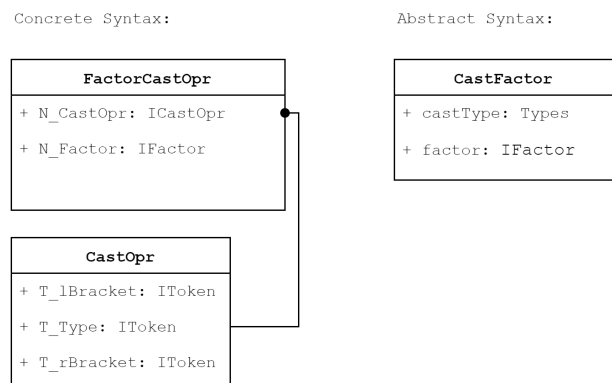 Concrete Syntax:
Abstract Syntax:
FactorCastOpr
+ N_CastOpr: ICastOpr
+ N_Factor: IFactor
CastOpr
+ T_lBracket: IToken
+ T_Type: IToken
+ T_rBracket: IToken
CastFactor
+ castType: Types
+ factor: IFactor